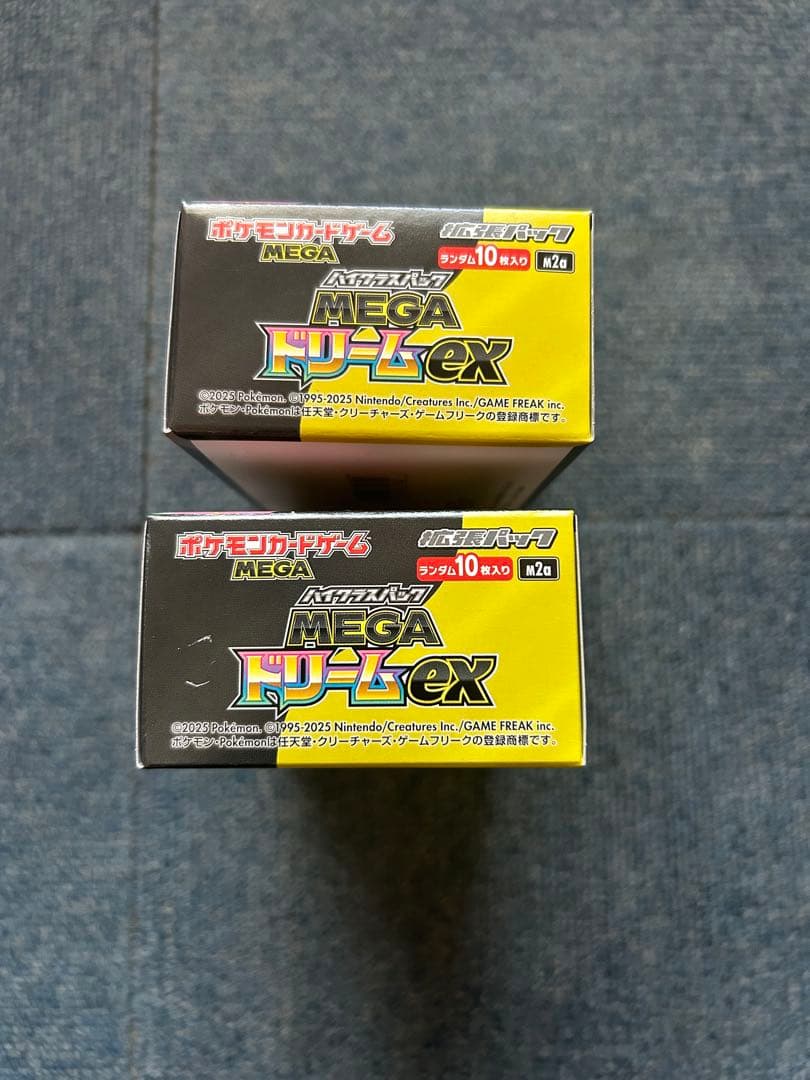 ポケモンカードゲーム
MEGA
拡張パック
ランダム10枚入り M2a
ハイクラスパック
MEGA
ドリームex
©2025 Pokémon. ©1995-2025 Nintendo/Creatures Inc./GAME FREAK inc.
ポケモン・Pokémonは任天堂・クリーチャーズ・ゲームフリークの登録商標です。
ポケモンカードゲーム
MEGA
拡張パック
ランダム10枚入り M2a
ハイクラスパック
MEGA
ドリームex
©2025 Pokémon. ©1995-2025 Nintendo/Creatures Inc./GAME FREAK inc.
ポケモン・Pokémonは任天堂・クリーチャーズ・ゲームフリークの登録商標です。